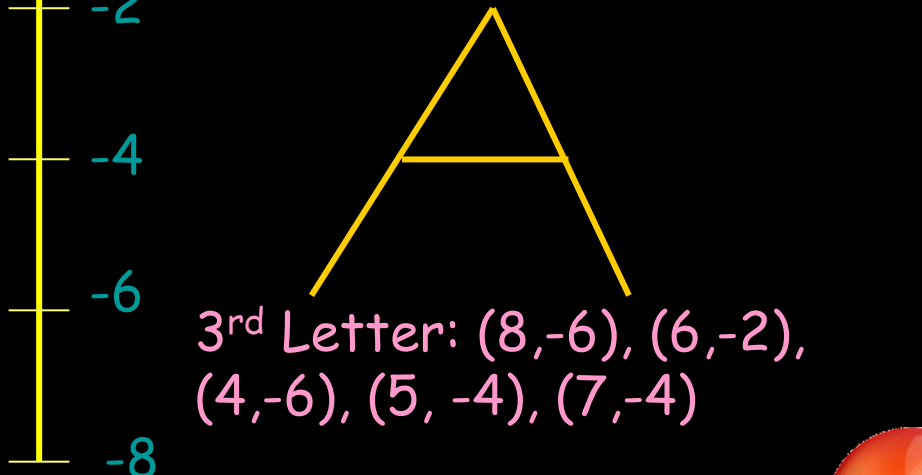 -2
-4
-6
3rd Letter: (8,-6), (6,-2),
(4,-6), (5, -4), (7,-4)
-8